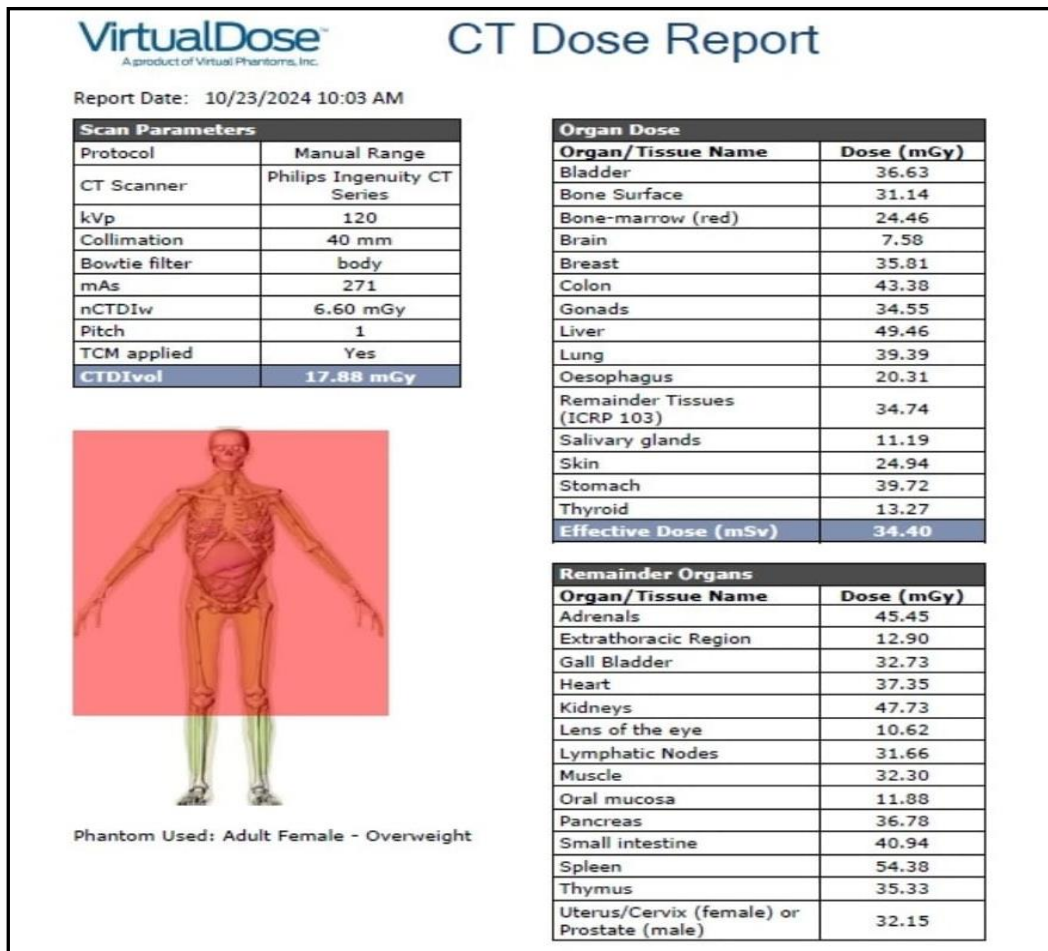 VirtualDose™ CT Dose Report
A product of Virtual Phantoms, Inc.
Report Date: 10/23/2024 10:03 AM
Scan Parameters
Protocol Manual Range
CT Scanner Philips Ingenuity CT
Series
kVp 120
Collimation 40 mm
Bowtie filter body
mAs 271
nCTDIw 6.60 mGy
Pitch 1
TCM applied Yes
CTDIvol 17.88 mGy
Phantom Used: Adult Female - Overweight
Organ Dose
Organ/Tissue Name Dose (mGy)
Bladder 36.63
Bone Surface 31.14
Bone-marrow (red) 24.46
Brain 7.58
Breast 35.81
Colon 43.38
Gonads 34.55
Liver 49.46
Lung 39.39
Oesophagus 20.31
Remainder Tissues
(ICRP 103) 34.74
Salivary glands 11.19
Skin 24.94
Stomach 39.72
Thyroid 13.27
Effective Dose (mSv) 34.40
Remainder Organs
Organ/Tissue Name Dose (mGy)
Adrenals 45.45
Extrathoracic Region 12.90
Gall Bladder 32.73
Heart 37.35
Kidneys 47.73
Lens of the eye 10.62
Lymphatic Nodes 31.66
Muscle 32.30
Oral mucosa 11.88
Pancreas 36.78
Small intestine 40.94
Spleen 54.38
Thymus 35.33
Uterus/Cervix (female) or
Prostate (male) 32.15